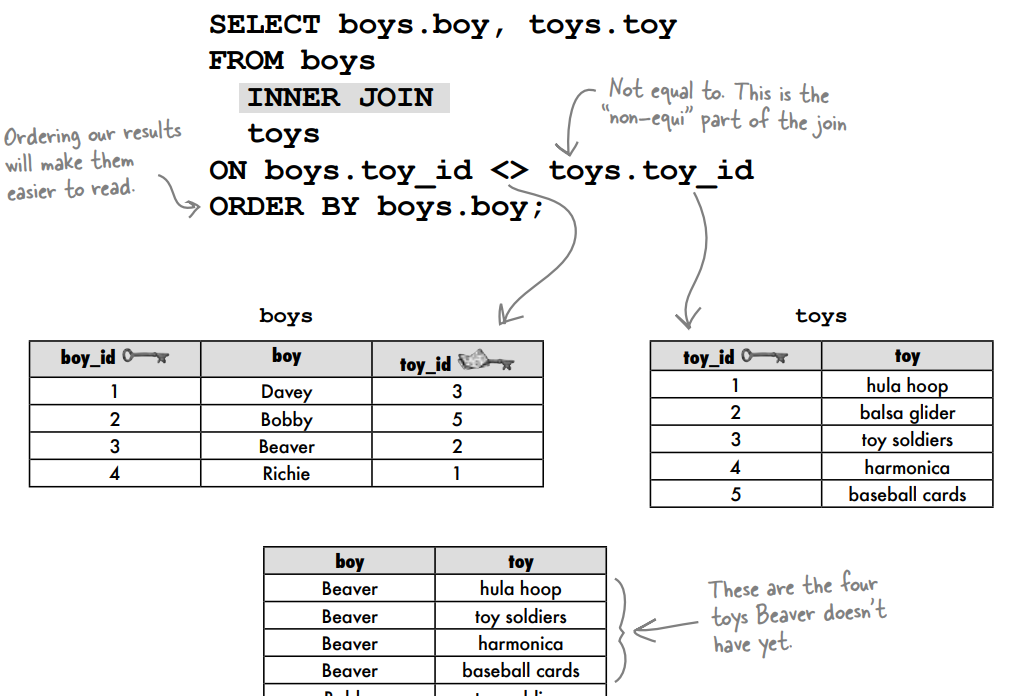 SELECT boys.boy, toys.toy
FROM boys
INNER JOIN
toys
ON boys.toy_id <> toys.toy_id
ORDER BY boys.boy;
Not equal to. This is the
"non-equi" part of the join
Ordering our results
will make them
easier to read.
boys
boy_id boy toy_id
1 Davey 3
2 Bobby 5
3 Beaver 2
4 Richie 1
toys
toy_id toy
1 hula hoop
2 balsa glider
3 toy soldiers
4 harmonica
5 baseball cards
boy toy
Beaver hula hoop
Beaver toy soldiers
Beaver harmonica
Beaver baseball cards
These are the four
toys Beaver doesn't
have yet.